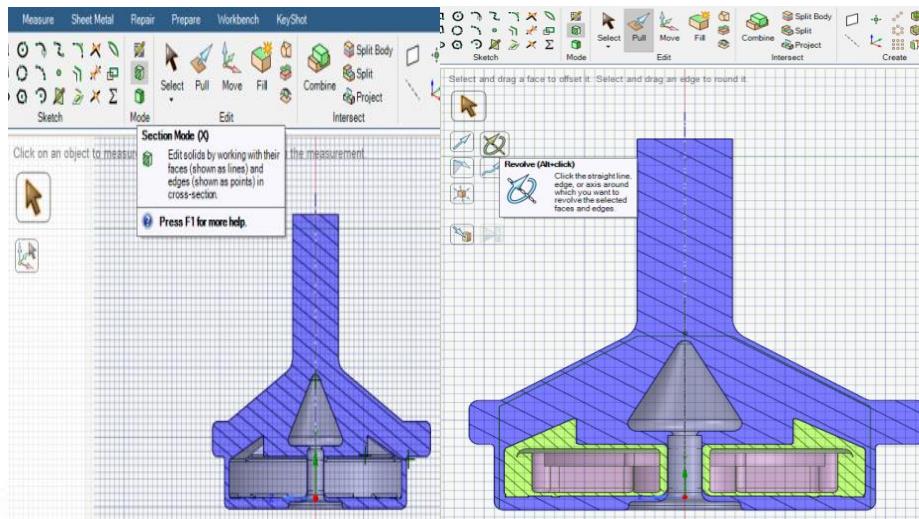 Measure Sheet Metal Repair Prepare Workbench KeyShot
Select Pull Move Fill
Combine
Split Body
Split
Project
Sketch Mode Edit Intersect
Section Mode (X)
Edit solids by working with their
faces (shown as lines) and
edges (shown as points) in
cross-section.
Press F1 for more help.
Click on an object to measure
the measurement
Select Pull Move Fill
Combine
Split Body
Split
Project
Sketch Mode Edit Intersect Create
Select and drag a face to offset it. Select and drag an edge to round it.
Revolve (Alt+click)
Click the straight line,
edge, or axis around
which you want to
revolve the selected
faces and edges.